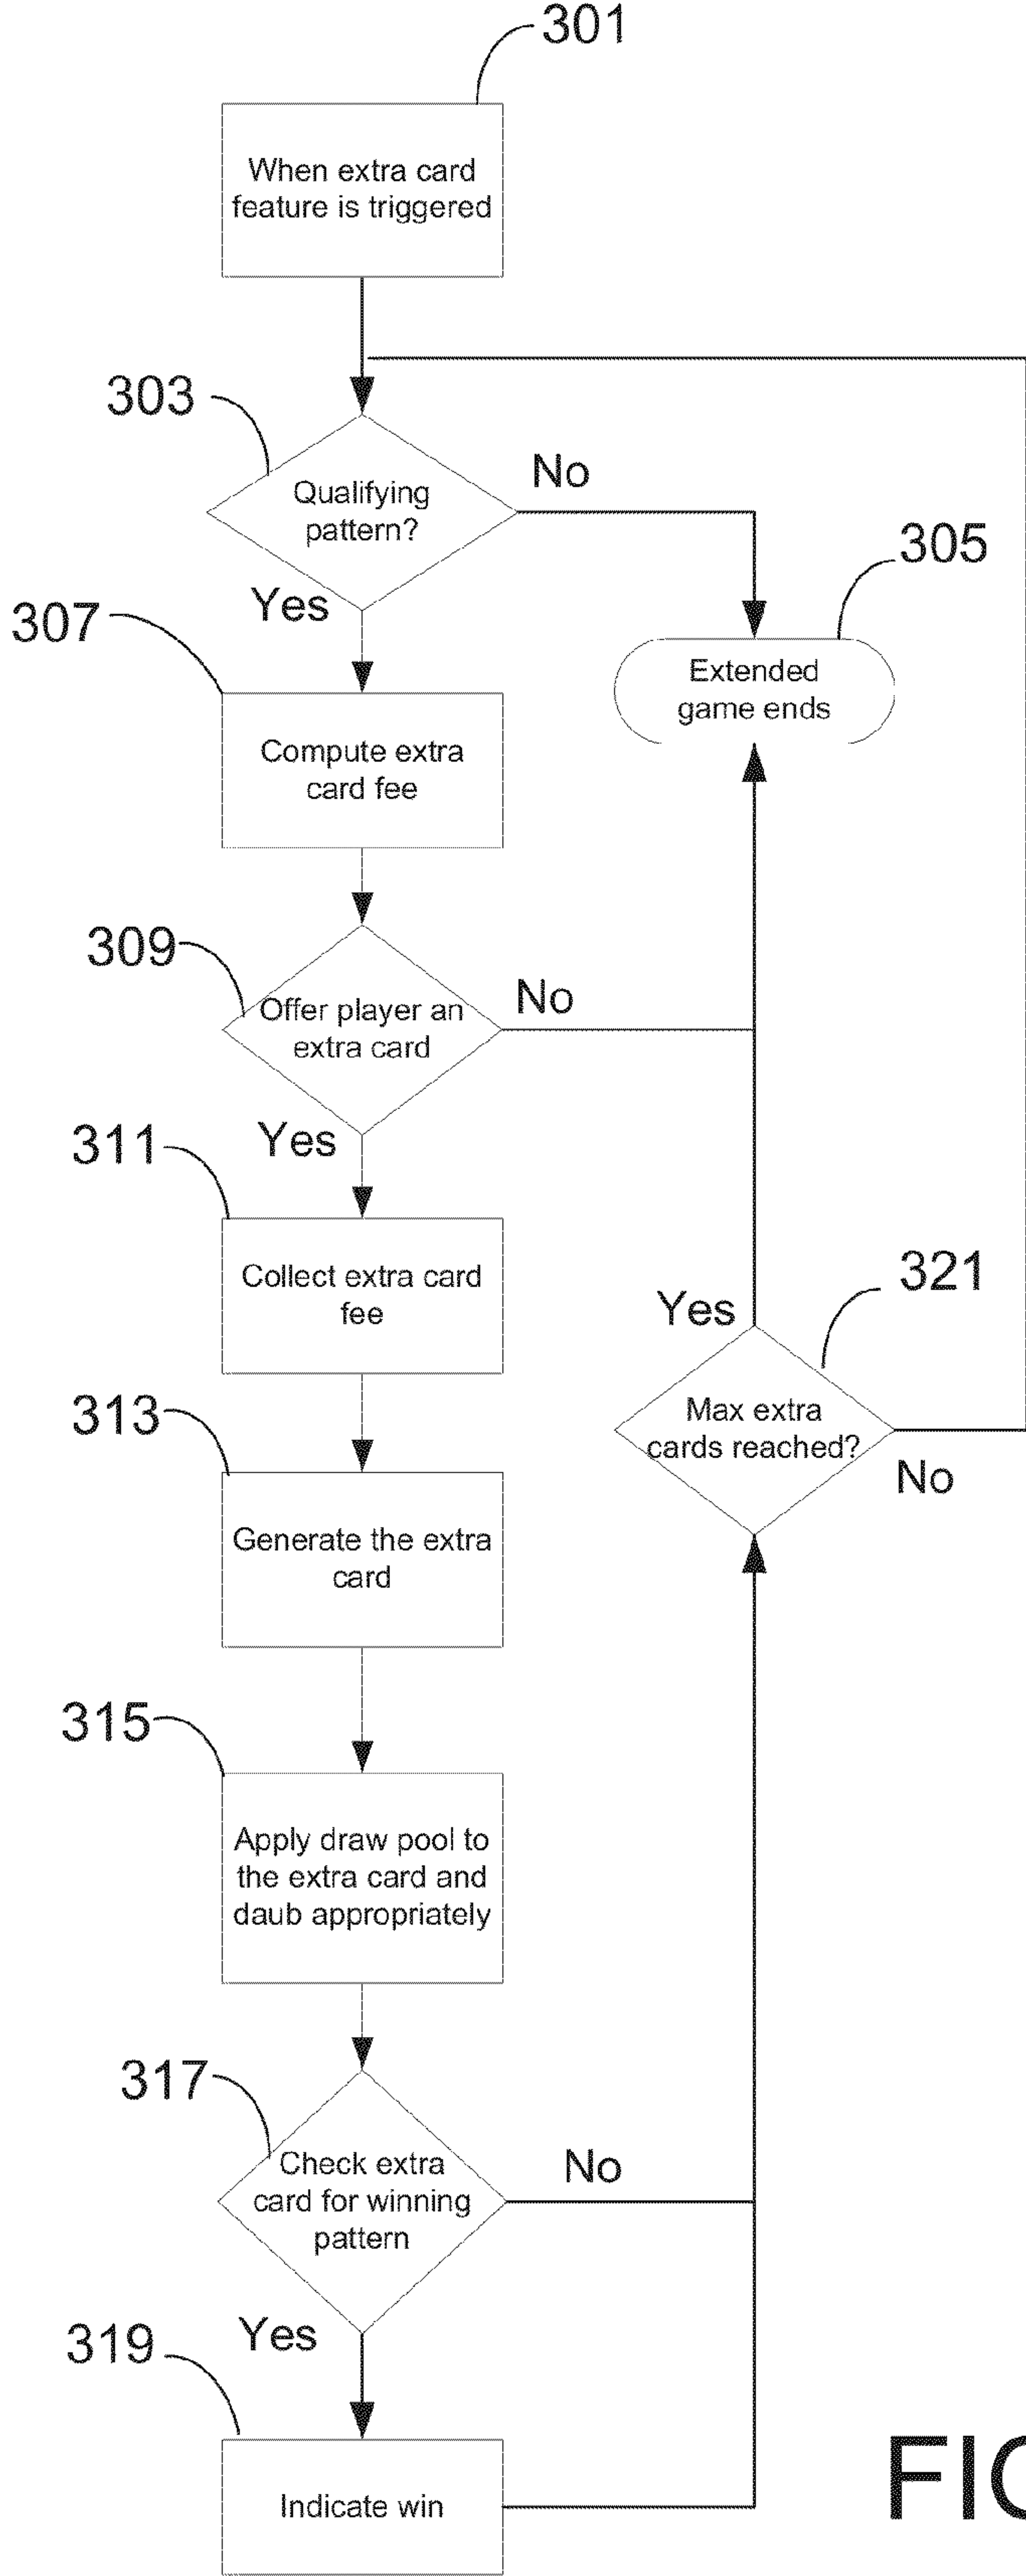 301
When extra card
feature is triggered
303
Qualifying
pattern?
No
Yes
305
Extended
game ends
307
Compute extra
card fee
309
Offer player an
extra card
No
Yes
311
Collect extra card
fee
321
Yes
Max extra
cards reached?
No
313
Generate the extra
card
315
Apply draw pool to
the extra card and
daub appropriately
317
Check extra
card for winning
pattern
No
Yes
319
Indicate win